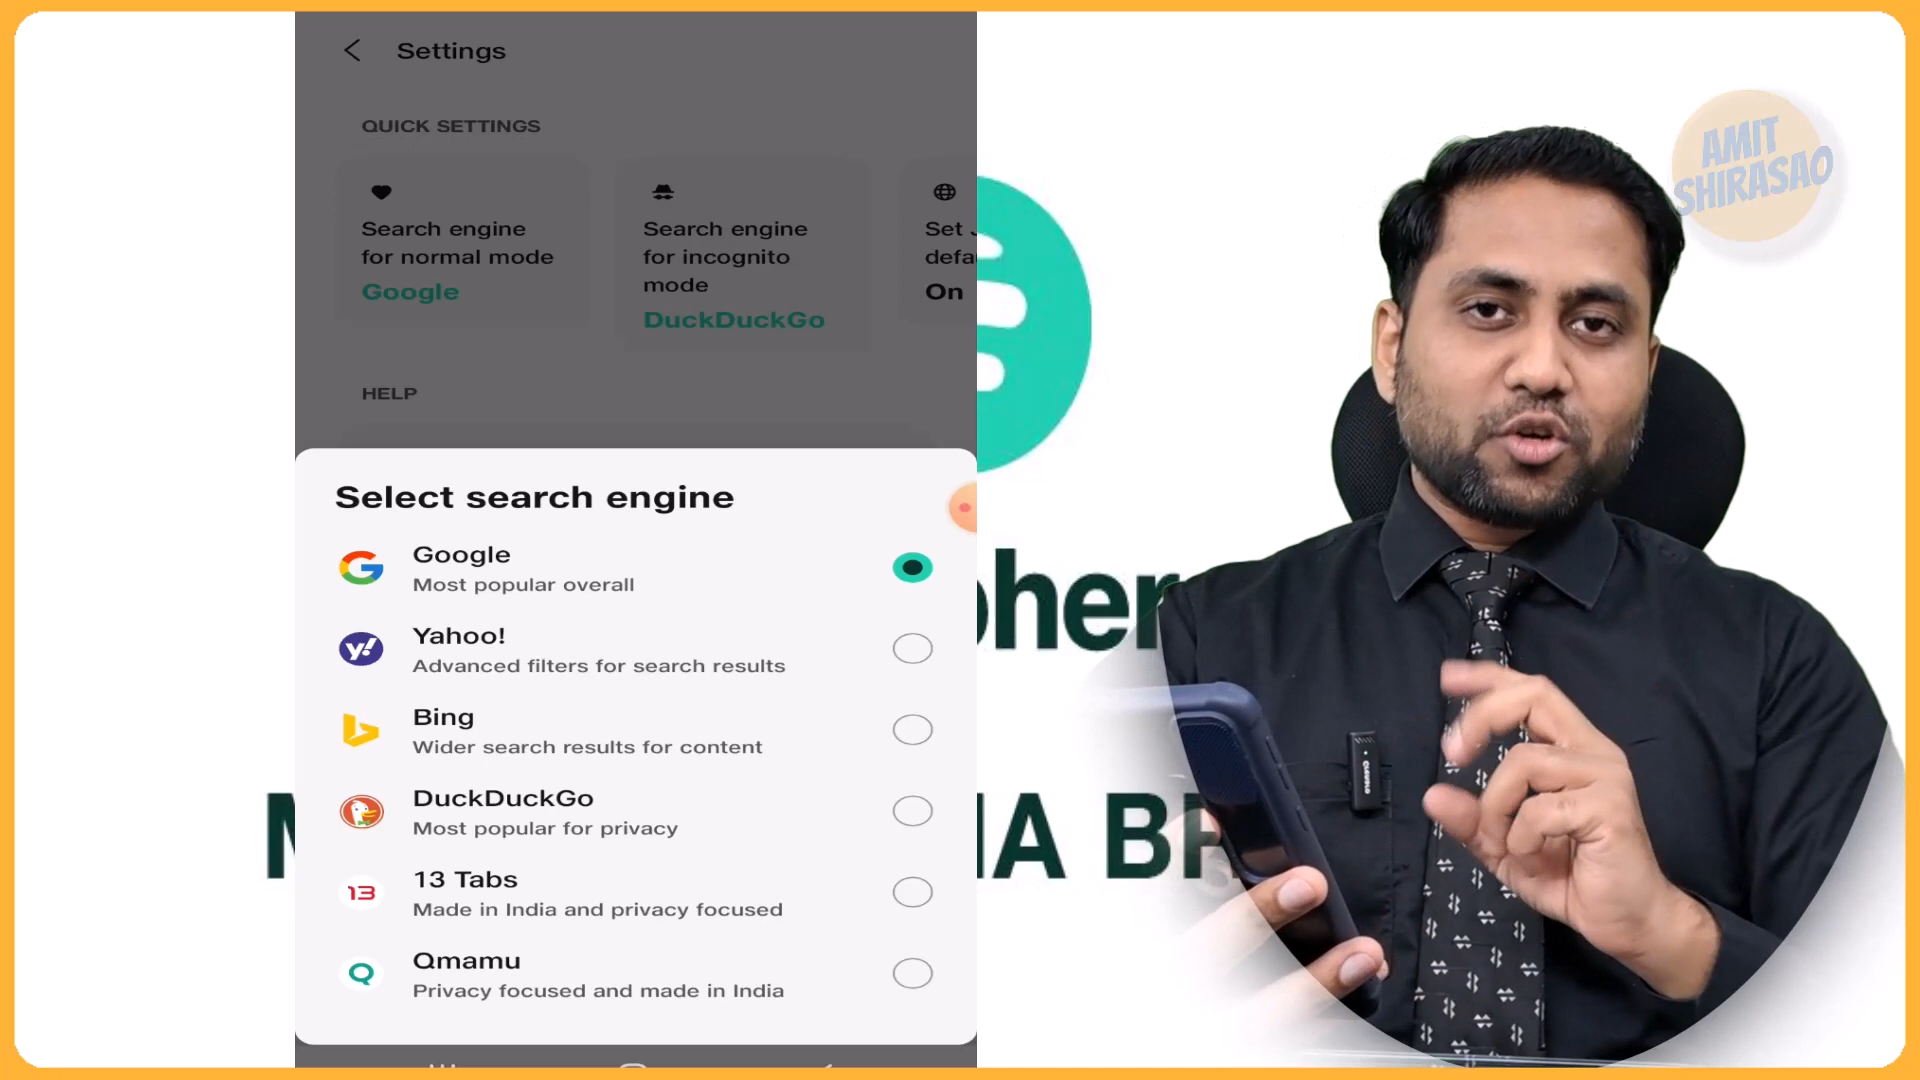 Settings
QUICK SETTINGS
Search engine
for normal mode
Google
Search engine
for incognito
mode
DuckDuckGo
Set
On
HELP
Select search engine
Google
Most popular overall
Yahoo!
Advanced filters for search results
Bing
Wider search results for content
DuckDuckGo
Most popular for privacy
13
13 Tabs
Made in India and privacy focused
Qmamu
Privacy focused and made in India
AMIT
SHIRASAO